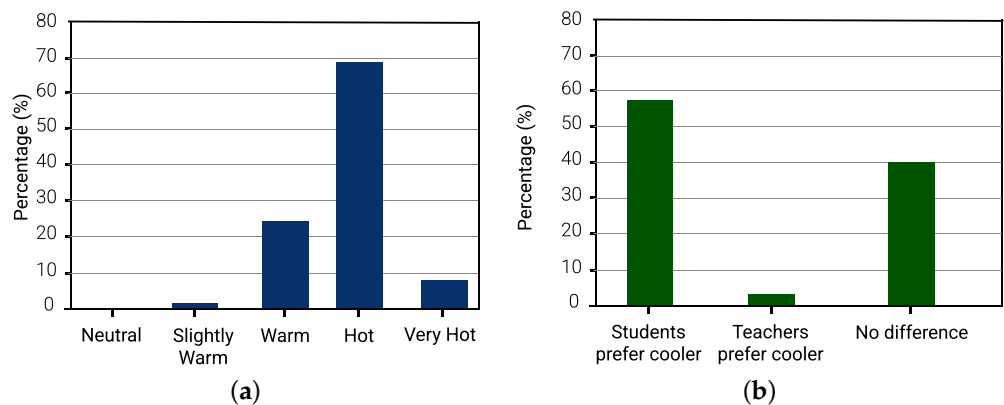 Percentage (%)
80
70
60
50
40
30
20
10
0
Neutral
Slightly
Warm
Warm
Hot
Very Hot
(a)
Percentage (%)
80
70
60
50
40
30
20
10
0
Students
prefer cooler
Teachers
prefer cooler
No difference
(b)